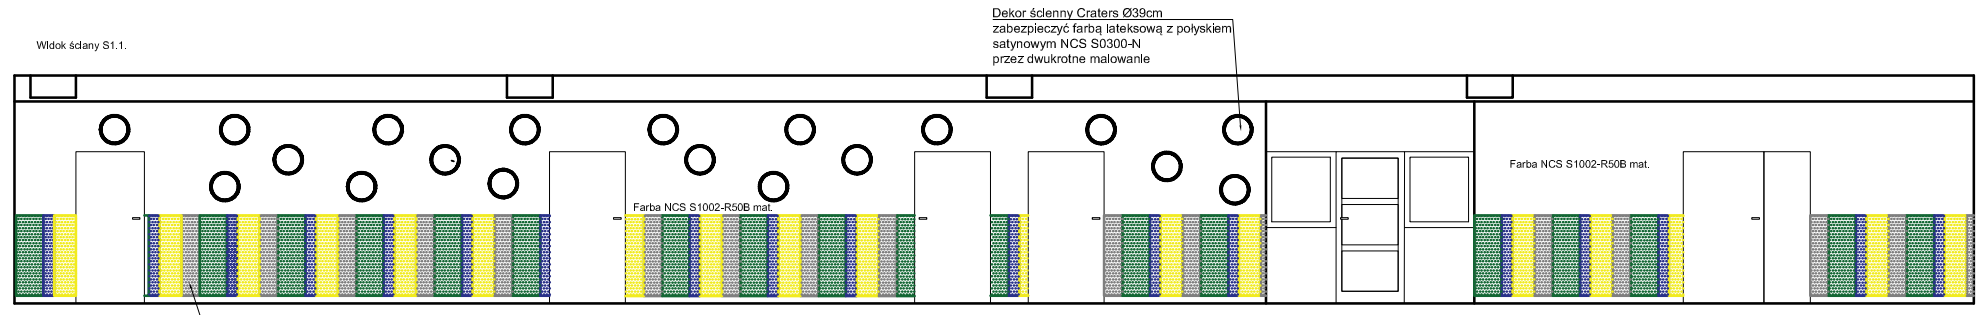 Dekor ścienny Craters Ø39cm
zabezpieczyć farbą lateksową z połyskiem
satynowym NCS S0300-N
przez dwukrotne malowanie
Widok ściany S1.1.
Farba NCS S1002-R50B mat.
Farba NCS S1002-R50B mat.